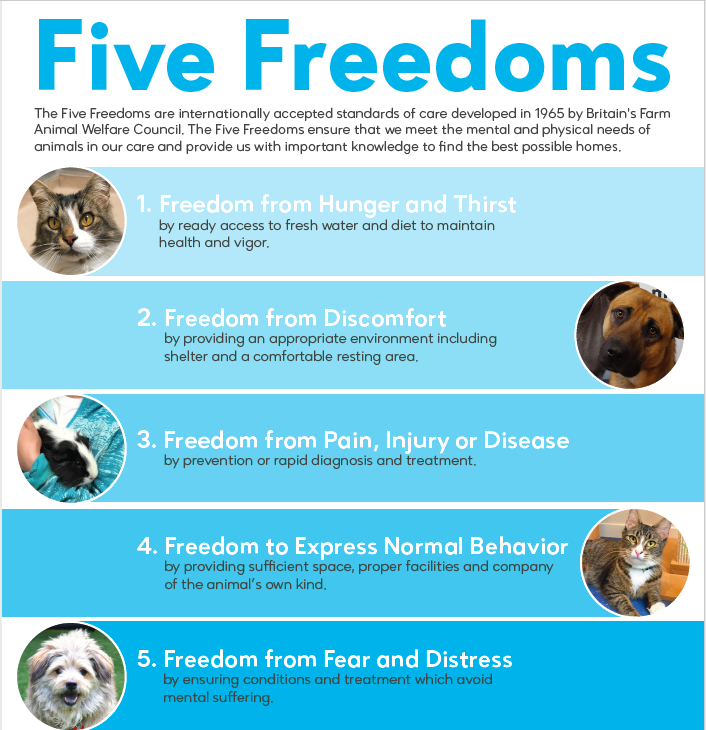 Five Freedoms
The Five Freedoms are internationally accepted standards of care developed in 1965 by Britain's Farm
Animal Welfare Council. The Five Freedoms ensure that we meet the mental and physical needs of
animals in our care and provide us with important knowledge to find the best possible homes.
1. Freedom from Hunger and Thirst
by ready access to fresh water and diet to maintain
health and vigor.
2. Freedom from Discomfort
by providing an appropriate environment including
shelter and a comfortable resting area.
3. Freedom from Pain, Injury or Disease
by prevention or rapid diagnosis and treatment.
4. Freedom to Express Normal Behavior
by providing sufficient space, proper facilities and company
of the animal's own kind.
5. Freedom from Fear and Distress
by ensuring conditions and treatment which avoid
mental suffering.